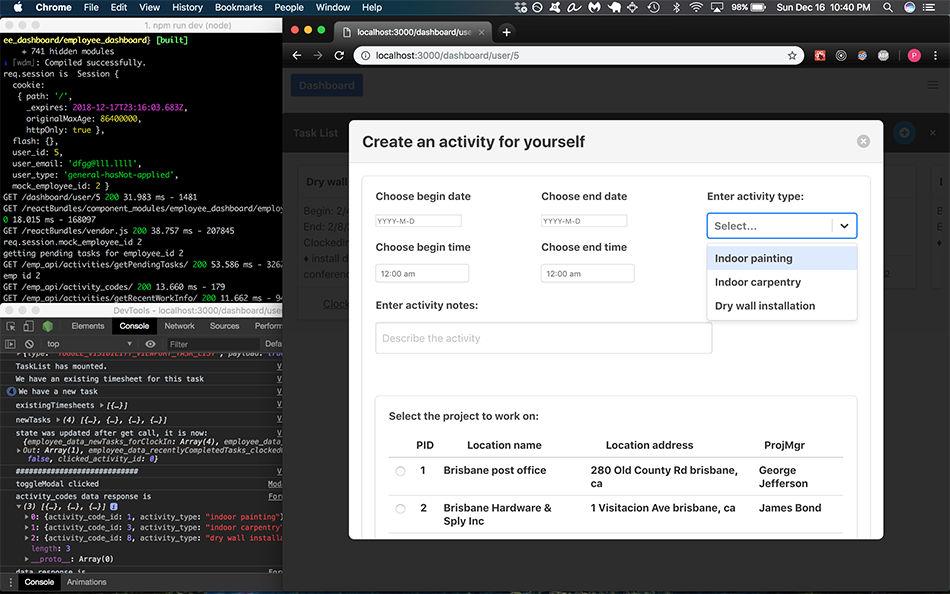 Chrome File Edit View History Bookmarks People Window Help 98% Sun Dec 16 10:40 PM
1. npm run dev (node)
ee_dashboard/employee_dashboard} [built]
+ 741 hidden modules
ℹ 「wdm」: Compiled successfully.
req.session is Session {
cookie:
{ path: '/',
_expires: 2018-12-17T23:16:03.683Z,
originalMaxAge: 86400000,
httpOnly: true },
flash: {},
user_id: 5,
user_email: 'dfgg@lll.llll',
user_type: 'general-hasNot-applied',
mock_employee_id: 2 }
GET /dashboard/user/5 200 31.983 ms - 1481
GET /reactBundles/component_modules/employee_dashboard/employ
0 18.015 ms - 168097
GET /reactBundles/vendor.js 200 38.757 ms - 207845
req.session.mock_employee_id 2
getting pending tasks for employee_id 2
GET /emp_api/activities/getPendingTasks/ 200 53.586 ms - 3262
emp id 2
GET /emp_api/activity_codes/ 200 13.660 ms - 179
GET /emp_api/activities/getRecentWorkInfo/ 200 11.662 ms - 94
DevTools - localhost:3000/dashboard/use
Elements Console Network Sources Perform
top Filter Defa
{type: "TOGGLE_VISIBILITY_VIEWPORT_TASK_LIST", payload: true
TaskList has mounted.
We have an existing timesheet for this task
4 We have a new task
existingTimesheets [{…}]
newTasks (4) [{…}, {…}, {…}, {…}]
state was updated after get call, it is now:
{employee_data_newTasks_forClockIn: Array(4), employee_dat
Out: Array(1), employee_data_recentlyCompletedTasks_clocked
false, clicked_activity_id: 0}
############################
toggleModal clicked Mod
activity_codes data response is For
(3) [{…}, {…}, {…}]
0: {activity_code_id: 1, activity_type: "indoor painting"}
1: {activity_code_id: 3, activity_type: "indoor carpentry"
2: {activity_code_id: 8, activity_type: "dry wall installa
length: 3
__proto__: Array(0)
data response is For
Console Animations
localhost:3000/dashboard/use
localhost:3000/dashboard/user/5
P
Dashboard
Task List
Dry wall
Begin: 2/
End: 2/8/
ClockedIn
♦ install d
conferenc
Clock
Create an activity for yourself
Choose begin date Choose end date Enter activity type:
YYYY-M-D YYYY-M-D Select...
Choose begin time Choose end time
12:00 am 12:00 am
Indoor painting
Indoor carpentry
Dry wall installation
Enter activity notes:
Describe the activity
Select the project to work on:
PID Location name Location address ProjMgr
1 Brisbane post office 280 Old County Rd brisbane, ca George Jefferson
2 Brisbane Hardware & Sply Inc 1 Visitacion Ave brisbane, ca James Bond